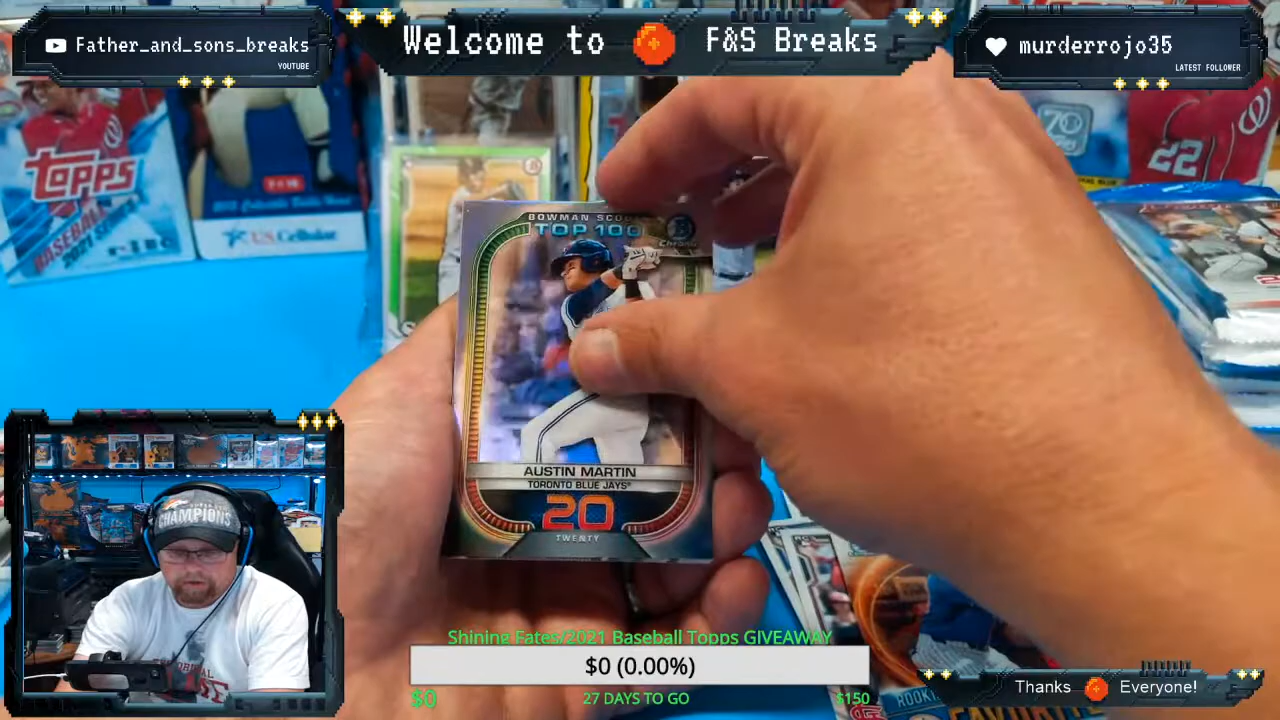 Father_and_sons_breaks
YOUTUBE
Welcome to F&S Breaks
murderrojo35
LATEST FOLLOWER
TOPPS
BASEBALL
2021
US Cellular
70
22
BOWMAN
TOP 100
AUSTIN MARTIN
TORONTO BLUE JAYS
20
TWENTY
CHAMPIONS
Shining Fates/2021 Baseball Topps GIVEAWAY
$0 (0.00%)
$0
27 DAYS TO GO
$150
Thanks Everyone!